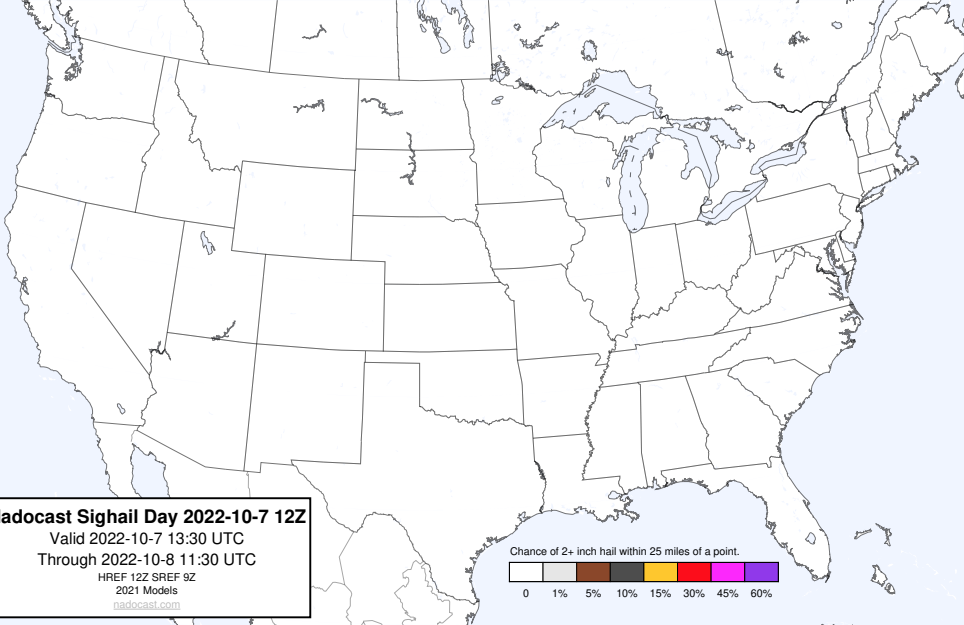 adocast Sighail Day 2022-10-7 12Z
Valid 2022-10-7 13:30 UTC
Through 2022-10-8 11:30 UTC
HREF 12Z SREF 9Z
2021 Models
nadocast.com
Chance of 2+ inch hail within 25 miles of a point.
0 1% 5% 10% 15% 30% 45% 60%